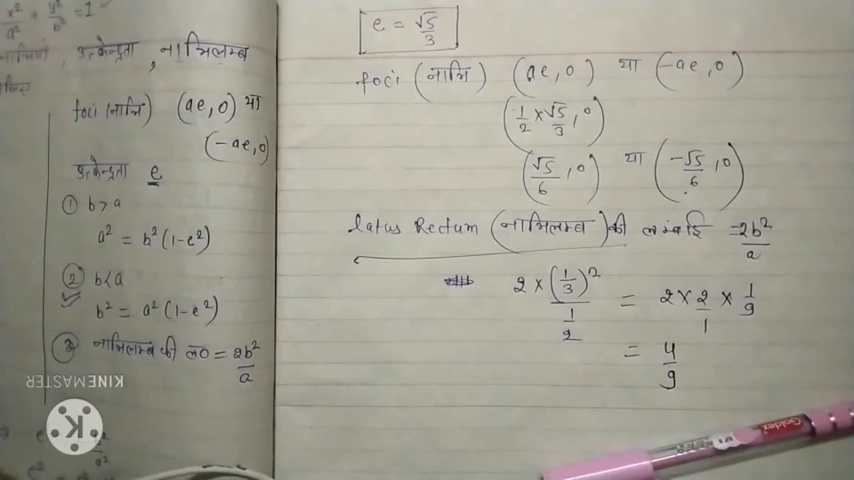 x²/a² + y²/b² = 1
उत्केन्द्रता, नाभिलम्ब
foci (नाभि) (ae, 0) या
(-ae, 0)
उत्केन्द्रता e
① b>a
a² = b²(1-e²)
② b<a
b² = a²(1-e²)
③ नाभिलम्ब की ल० = 2b²/a
KINEMASTER
K
e = √5/3
foci (नाभि) (ae, 0) या (-ae, 0)
(1/2 × √5/3, 0)
(√5/6, 0) या (-√5/6, 0)
Latus Rectum (नाभिलम्ब) की लम्बाई = 2b²/a
2 × (1/3)² / 1/2 = 2 × 2/1 × 1/9
= 4/9
Goldex